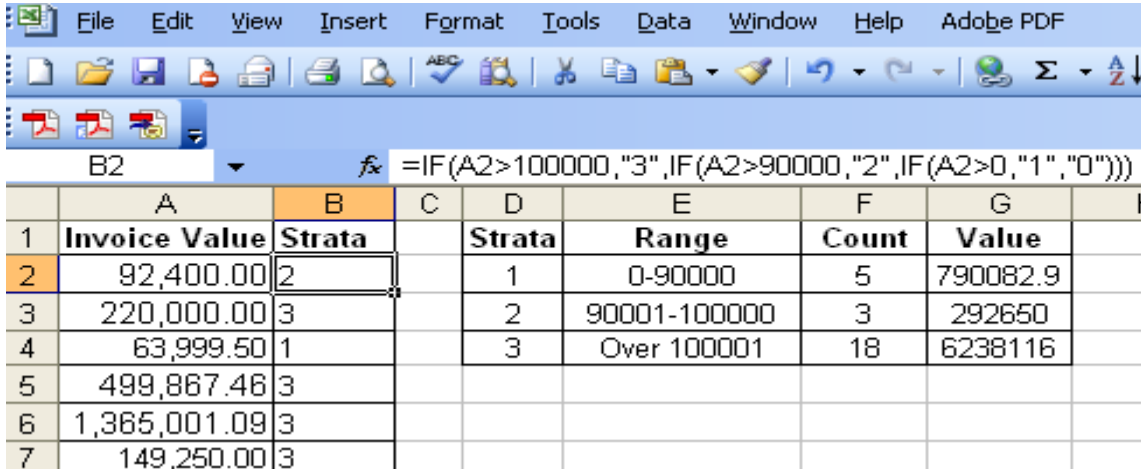 File Edit View Insert Format Tools Data Window Help Adobe PDF
ABC Σ A Z
B2 fx =IF(A2>100000,"3",IF(A2>90000,"2",IF(A2>0,"1","0")))
A B C D E F G
1 Invoice Value Strata Strata Range Count Value
2 92,400.00 2 1 0-90000 5 790082.9
3 220,000.00 3 2 90001-100000 3 292650
4 63,999.50 1 3 Over 100001 18 6238116
5 499,867.46 3
6 1,365,001.09 3
7 149,250.00 3